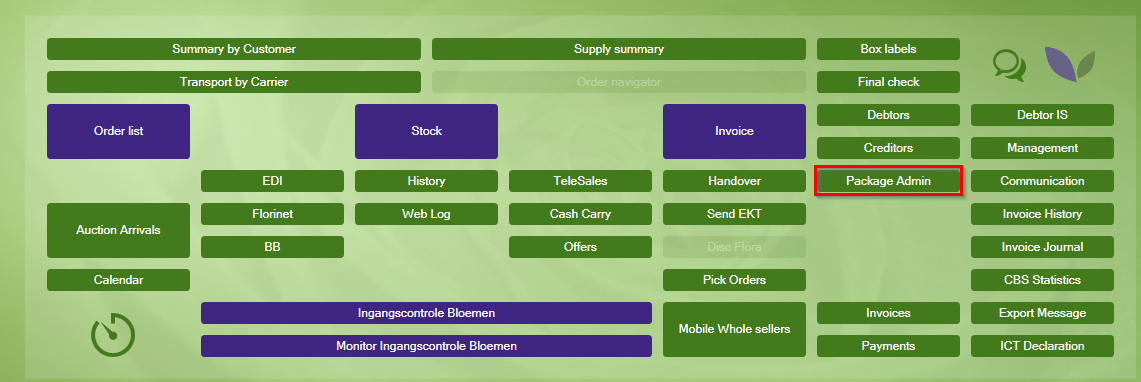 Summary by Customer
Supply summary
Box labels
Transport by Carrier
Order navigator
Final check
Order list
Stock
Invoice
Debtors
Debtor IS
Creditors
Management
EDI
History
TeleSales
Handover
Package Admin
Communication
Auction Arrivals
Florinet
Web Log
Cash Carry
Send EKT
Invoice History
BB
Offers
Disc Flora
Invoice Journal
Calendar
Pick Orders
CBS Statistics
Ingangscontrole Bloemen
Mobile Whole sellers
Invoices
Export Message
Monitor Ingangscontrole Bloemen
Payments
ICT Declaration